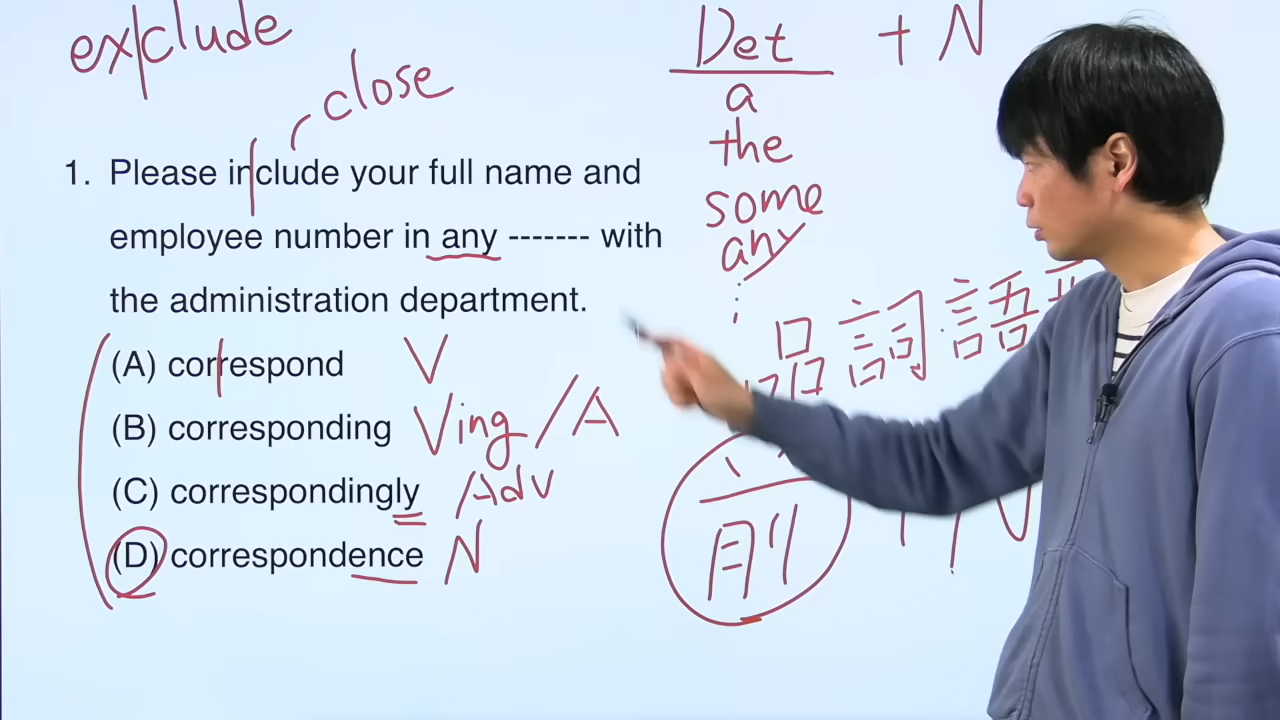 exclude
close
1. Please include your full name and
employee number in any ------- with
the administration department.
(A) correspond V
(B) corresponding Ving / A
(C) correspondingly Adv
(D) correspondence N
Det + N
a
the
some
any
品詞語
前 + N